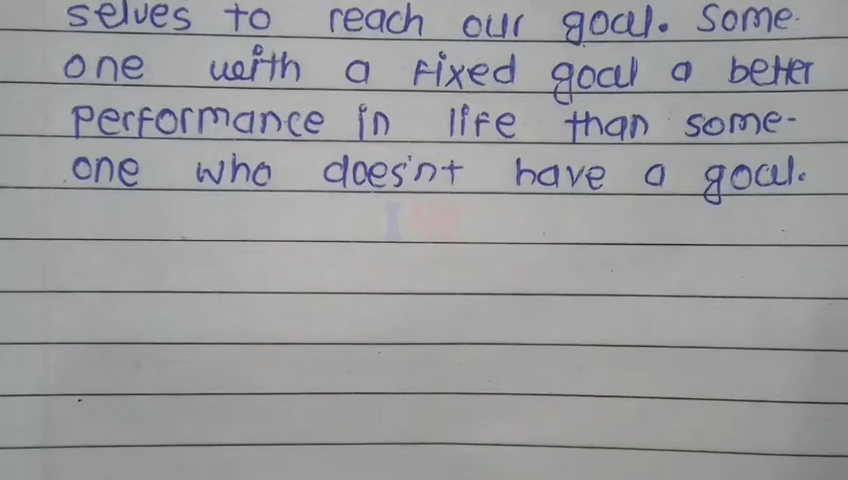 selves to reach our goal. Some-
one with a fixed goal a better
performance in life than some-
one who does'nt have a goal.